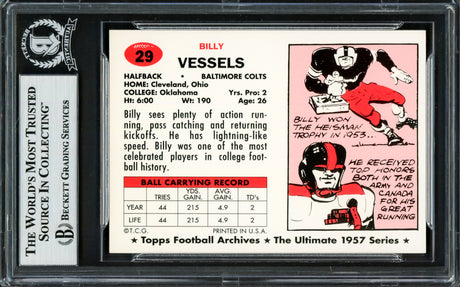 THE WORLD'S MOST TRUSTED
SOURCE IN COLLECTING™
BECKETT GRADING SERVICES
29
BILLY
VESSELS
HALFBACK • BALTIMORE COLTS
HOME: Cleveland, Ohio
COLLEGE: Oklahoma Yrs. Pro: 2
Ht: 6:00 Wt: 190 Age: 26
Billy sees plenty of action run-
ning, pass catching and returning
kickoffs. He has lightning-like
speed. Billy was one of the most
celebrated players in college foot-
ball history.
BALL CARRYING RECORD
TRIES YDS. GAIN. AVG. GAIN. TD's
YEAR 44 215 4.9 2
LIFE 44 215 4.9 2
©T.C.G. PRINTED IN U.S.A.
★ Topps Football Archives ★ The Ultimate 1957 Series ★
BILLY WON
THE HEISMAN
TROPHY IN
1953...
HE RECEIVED
TOP HONORS
BOTH IN THE
ARMY AND
CANADA
FOR HIS
GREAT
RUNNING